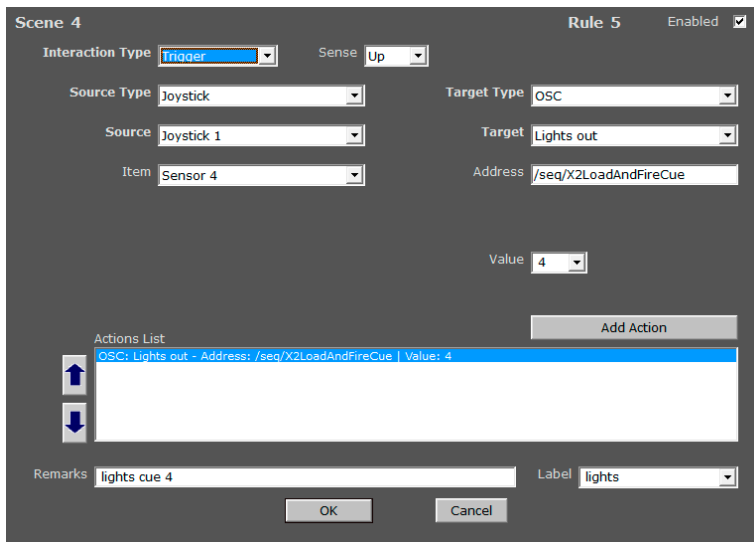 Scene 4 Rule 5 Enabled
Interaction Type Trigger Sense Up
Source Type Joystick Target Type OSC
Source Joystick 1 Target Lights out
Item Sensor 4 Address /seq/X2LoadAndFireCue
Value 4
Add Action
Actions List
OSC: Lights out - Address: /seq/X2LoadAndFireCue | Value: 4
Remarks lights cue 4 Label lights
OK Cancel